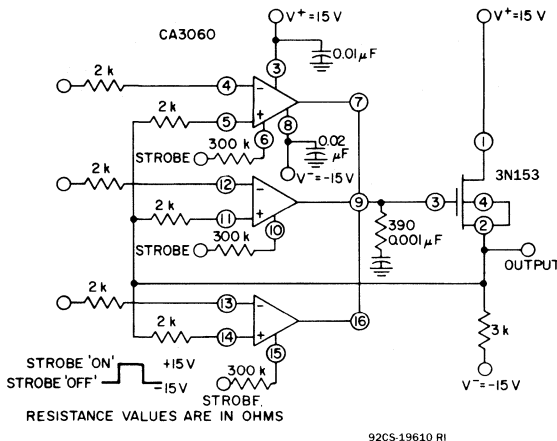 V+=15 V
V+=15 V
CA3060
0.01μF
3
2 k
4
−
7
1
2 k
5
+
8
6
0.02
μF
300 k
STROBE
V−=−15 V
3N153
2 k
12
−
9
3
4
2 k
11
+
390
2
300 k
10
0.001μF
STROBE
OUTPUT
2 k
13
−
2 k
14
+
16
3 k
15
STROBE 'ON'
+15V
300 k
STROBE 'OFF'
−15 V
STROBE
V−=−15 V
RESISTANCE VALUES ARE IN OHMS
92CS-19610 RI